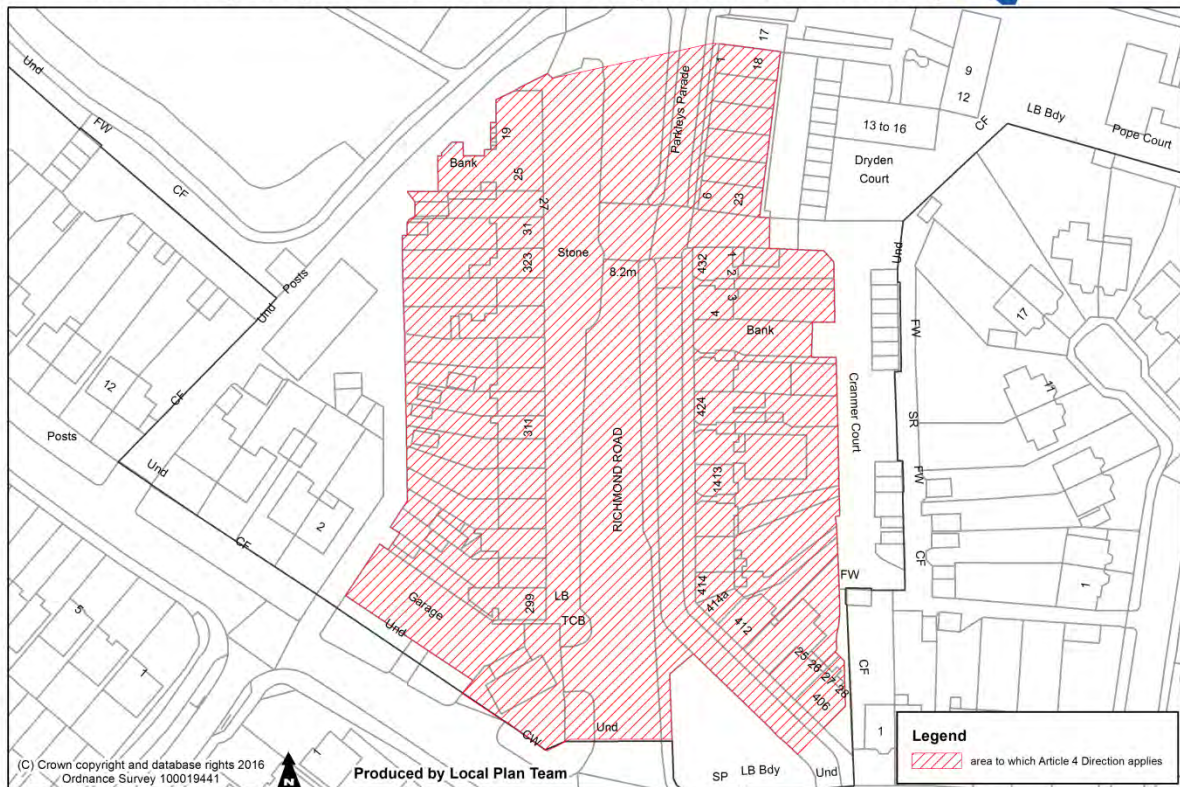 17
Und
FW
CF
Parkleys Parade
1
18
9
12
13 to 16
CF
LB Bdy
Pope Court
Dryden
Court
19
Bank
25
27
31
323
6
23
Stone
8.2m
432
1
2
3
4
Bank
Und
Posts
Und
12
CF
Posts
Und
2
CF
311
RICHMOND ROAD
424
1413
Cranmer Court
FW
SR
FW
17
11
CF
1
5
1
Garage
Und
299
LB
TCB
414
414a
412
25
26
27
28
406
FW
CF
1
1
CW
Und
SP
LB Bdy
Und
Legend
area to which Article 4 Direction applies
(C) Crown copyright and database rights 2016
Ordnance Survey 100019441
N
Produced by Local Plan Team